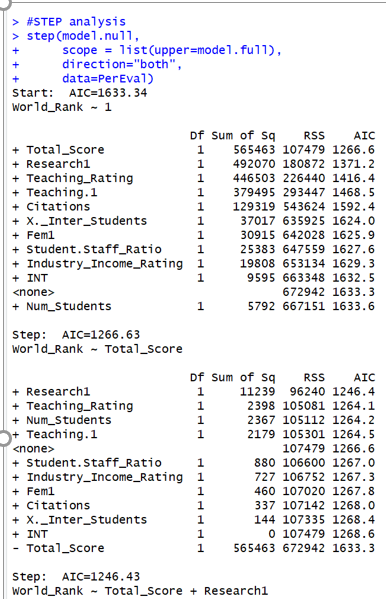 > #STEP analysis
> step(model.null,
+      scope = list(upper=model.full),
+      direction="both",
+      data=PerEval)
Start:  AIC=1633.34
World_Rank ~ 1
Df Sum of Sq    RSS    AIC
+ Total_Score             1    565463 107479 1266.6
+ Research1               1    492070 180872 1371.2
+ Teaching_Rating         1    446503 226440 1416.4
+ Teaching.1              1    379495 293447 1468.5
+ Citations               1    129319 543624 1592.4
+ X._Inter_Students       1     37017 635925 1624.0
+ Fem1                    1     30915 642028 1625.9
+ Student.Staff_Ratio     1     25383 647559 1627.6
+ Industry_Income_Rating  1     19808 653134 1629.3
+ INT                     1      9595 663348 1632.5
<none>                                672942 1633.3
+ Num_Students            1      5792 667151 1633.6
Step:  AIC=1266.63
World_Rank ~ Total_Score
Df Sum of Sq    RSS    AIC
+ Research1               1     11239  96240 1246.4
+ Teaching_Rating         1      2398 105081 1264.1
+ Num_Students            1      2367 105112 1264.2
+ Teaching.1              1      2179 105301 1264.5
<none>                                107479 1266.6
+ Student.Staff_Ratio     1       880 106600 1267.0
+ Industry_Income_Rating  1       727 106752 1267.3
+ Fem1                    1       460 107020 1267.8
+ Citations               1       337 107142 1268.0
+ X._Inter_Students       1       144 107335 1268.4
+ INT                     1         0 107479 1268.6
- Total_Score             1    565463 672942 1633.3
Step:  AIC=1246.43
World_Rank ~ Total_Score + Research1